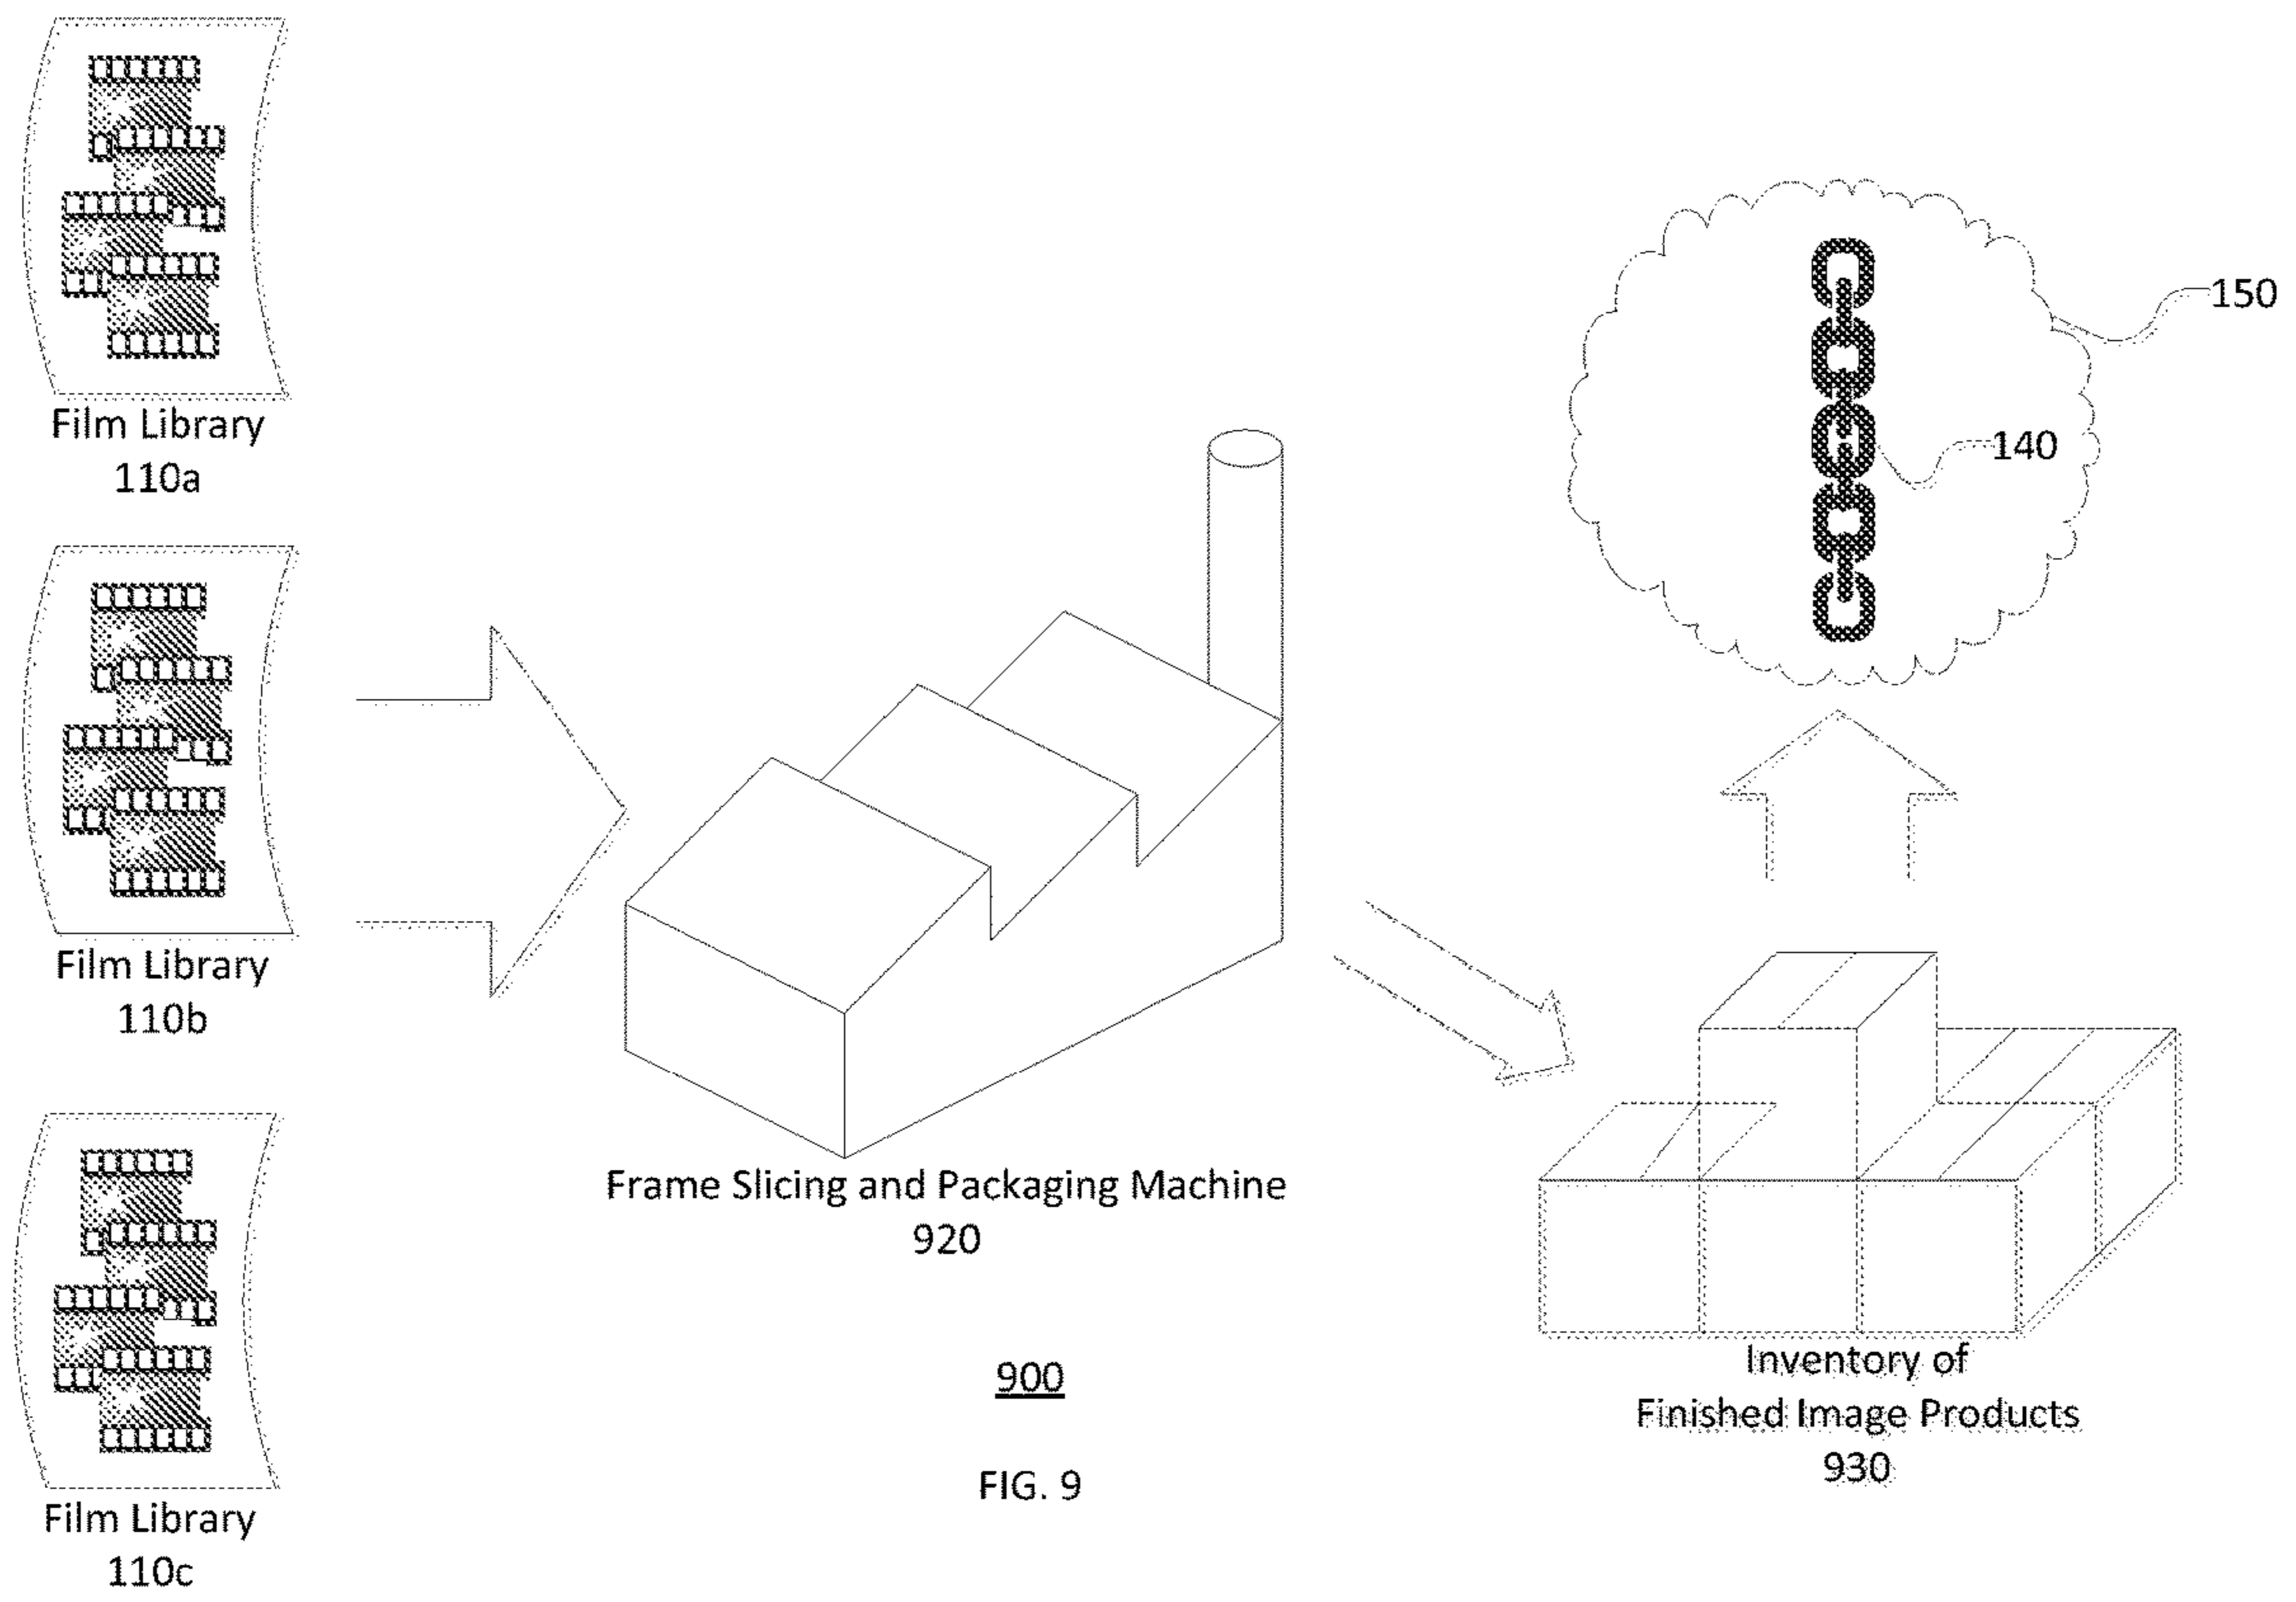 Film Library
110a
Film Library
110b
Film Library
110c
Frame Slicing and Packaging Machine
920
900
FIG. 9
150
140
Inventory of
Finished Image Products
930